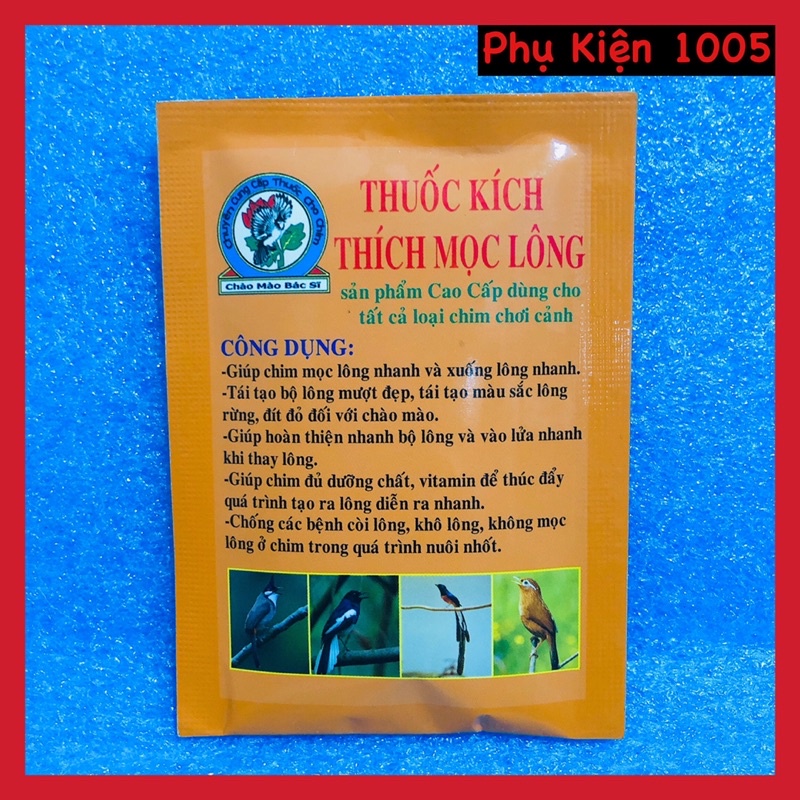 Phụ Kiện 1005
Chuyên Cung Cấp Thuốc Cho Chim
Chào Mào Bác Sĩ
THUỐC KÍCH
THÍCH MỌC LÔNG
sản phẩm Cao Cấp dùng cho
tất cả loại chim chơi cảnh
CÔNG DỤNG:
-Giúp chim mọc lông nhanh và xuống lông nhanh.
-Tái tạo bộ lông mượt đẹp, tái tạo màu sắc lông
rừng, đít đỏ đối với chào mào.
-Giúp hoàn thiện nhanh bộ lông và vào lửa nhanh
khi thay lông.
-Giúp chim đủ dưỡng chất, vitamin để thúc đẩy
quá trình tạo ra lông diễn ra nhanh.
-Chống các bệnh còi lông, khô lông, không mọc
lông ở chim trong quá trình nuôi nhốt.